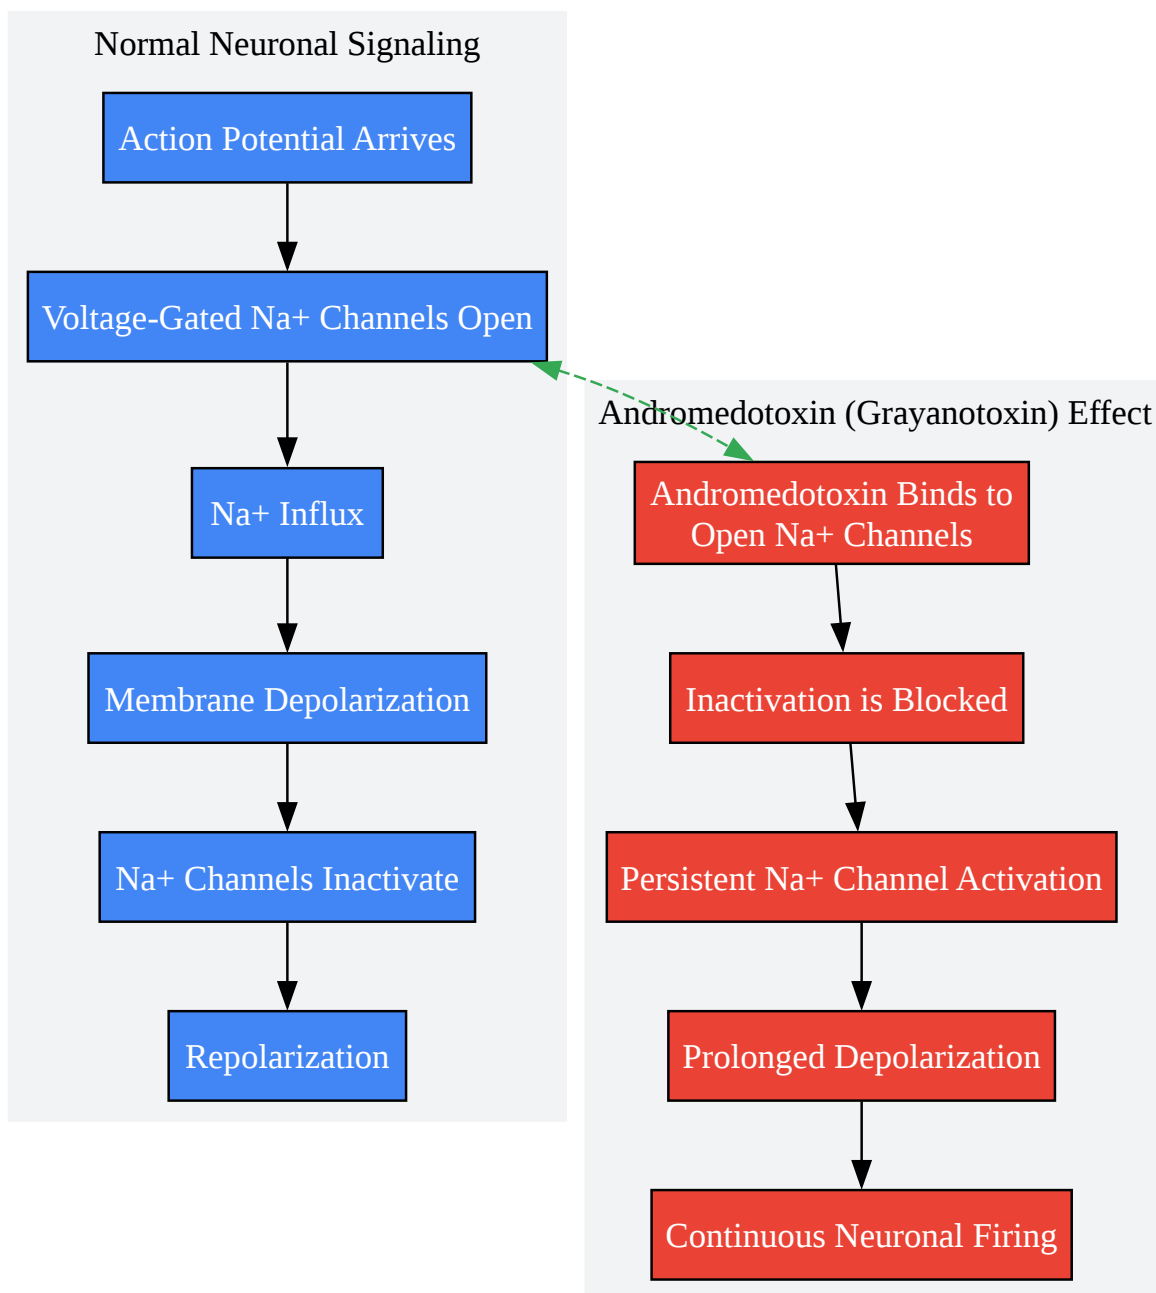 Normal Neuronal Signaling
Action Potential Arrives
Voltage-Gated Na+ Channels Open
Na+ Influx
Membrane Depolarization
Na+ Channels Inactivate
Repolarization
Andromedotoxin (Grayanotoxin) Effect
Andromedotoxin Binds to
Open Na+ Channels
Inactivation is Blocked
Persistent Na+ Channel Activation
Prolonged Depolarization
Continuous Neuronal Firing